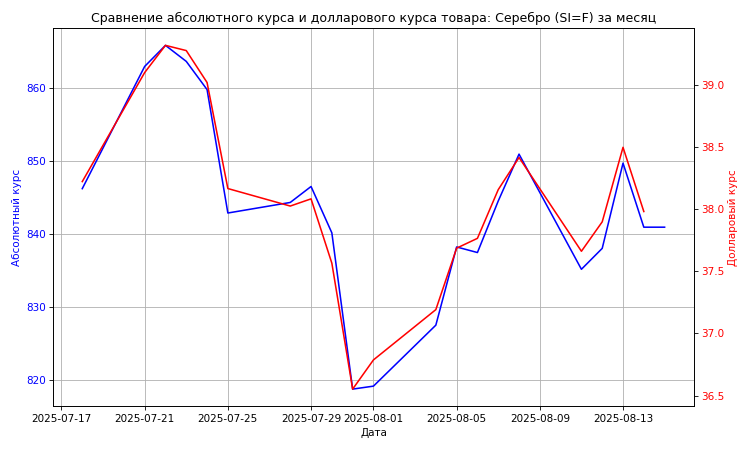 Сравнение абсолютного курса и долларового курса товара: Серебро (SI=F) за месяц
Абсолютный курс
860
850
840
830
820
39.0
38.5
38.0
37.5
37.0
36.5
Долларовый курс
2025-07-17 2025-07-21 2025-07-25 2025-07-29 2025-08-01 2025-08-05 2025-08-09 2025-08-13
Дата